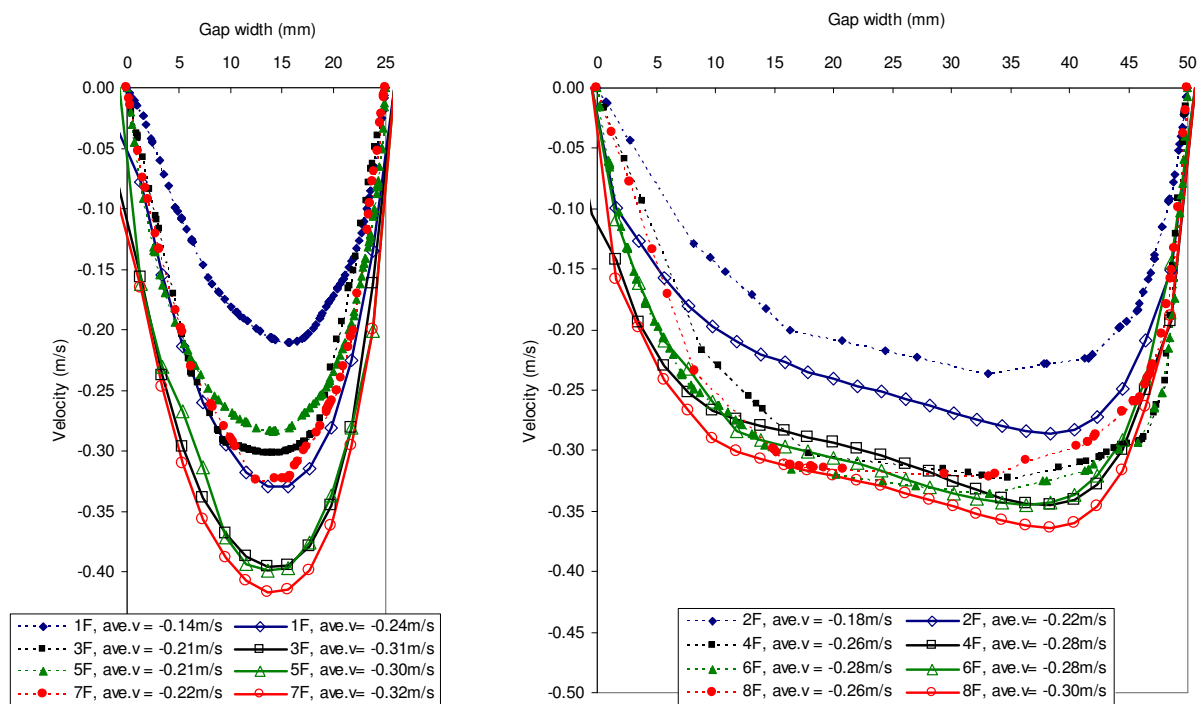 Gap width (mm)
0 5 10 15 20 25
0.00
-0.05
-0.10
-0.15
-0.20
-0.25
-0.30
-0.35
-0.40
Velocity (m/s)
1F, ave.v = -0.14m/s 1F, ave.v= -0.24m/s
3F, ave.v= -0.21m/s 3F, ave.v= -0.31m/s
5F, ave.v= -0.21m/s 5F, ave.v= -0.30m/s
7F, ave.v= -0.22m/s 7F, ave.v= -0.32m/s
Gap width (mm)
0 5 10 15 20 25 30 35 40 45 50
0.00
-0.05
-0.10
-0.15
-0.20
-0.25
-0.30
-0.35
-0.40
-0.45
-0.50
Velocity (m/s)
2F, ave.v = -0.18m/s 2F, ave.v= -0.22m/s
4F, ave.v = -0.26m/s 4F, ave.v= -0.28m/s
6F, ave.v = -0.28m/s 6F, ave.v= -0.28m/s
8F, ave.v = -0.26m/s 8F, ave.v= -0.30m/s